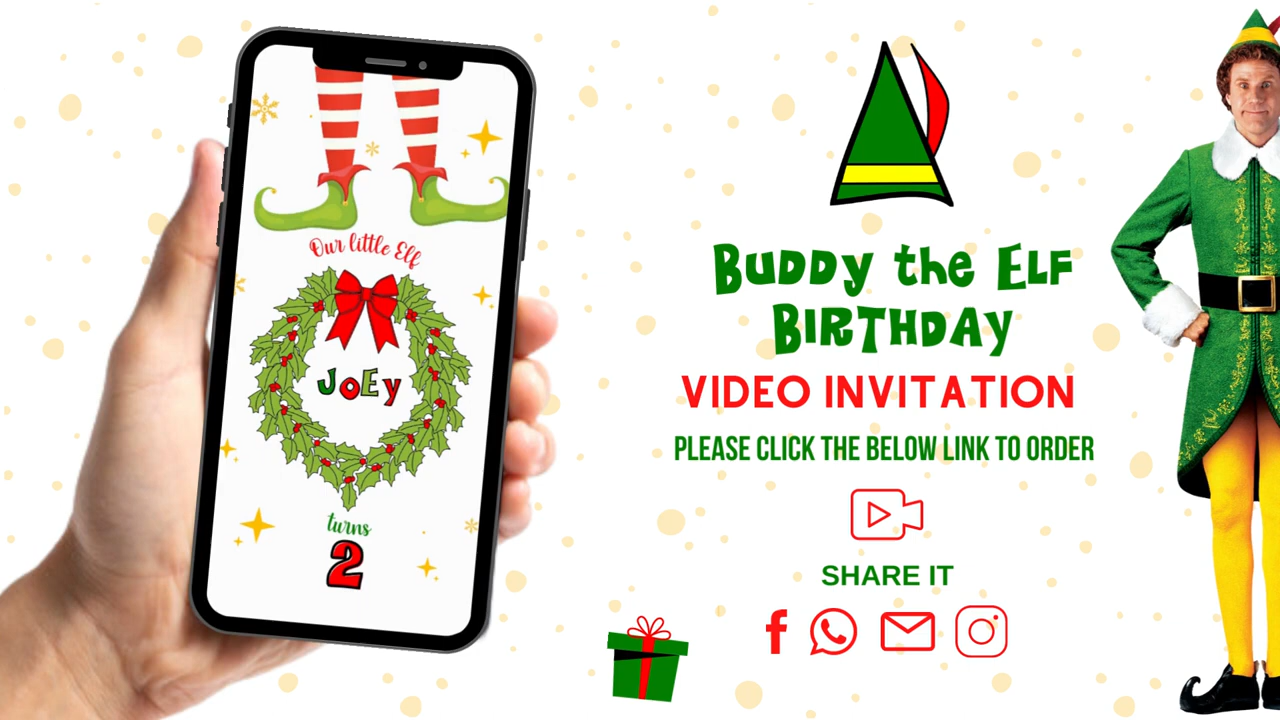 Our little Elf
JoEy
turns
2
Buddy the Elf
Birthday
VIDEO INVITATION
PLEASE CLICK THE BELOW LINK TO ORDER
SHARE IT
f